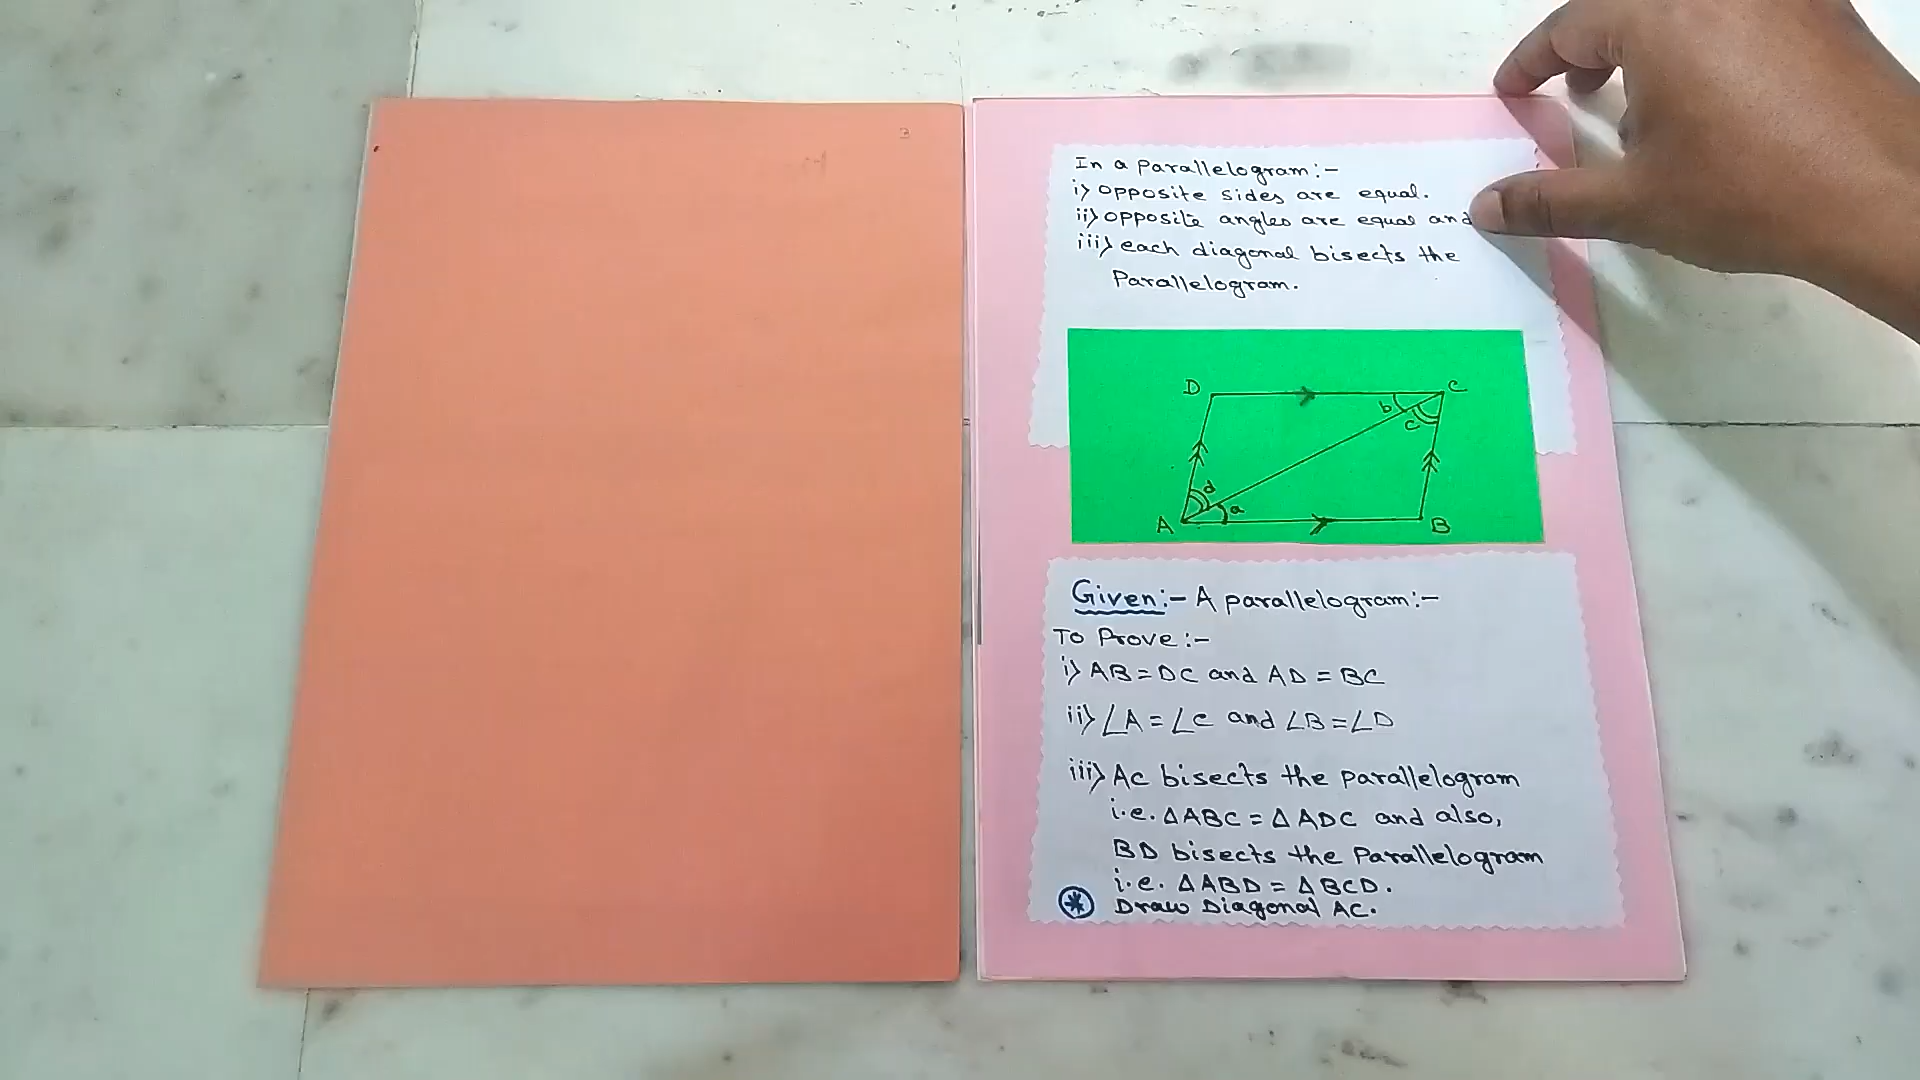 In a Parallelogram:-
i) opposite sides are equal.
ii) opposite angles are equal and
iii) each diagonal bisects the
Parallelogram.
D C
b
c
d
a
A B
Given:- A parallelogram:-
To Prove:-
i) AB = DC and AD = BC
ii) ∠A = ∠C and ∠B = ∠D
iii) AC bisects the parallelogram
i.e. ΔABC = ΔADC and also,
BD bisects the Parallelogram
i.e. ΔABD = ΔBCD.
* Draw Diagonal AC.